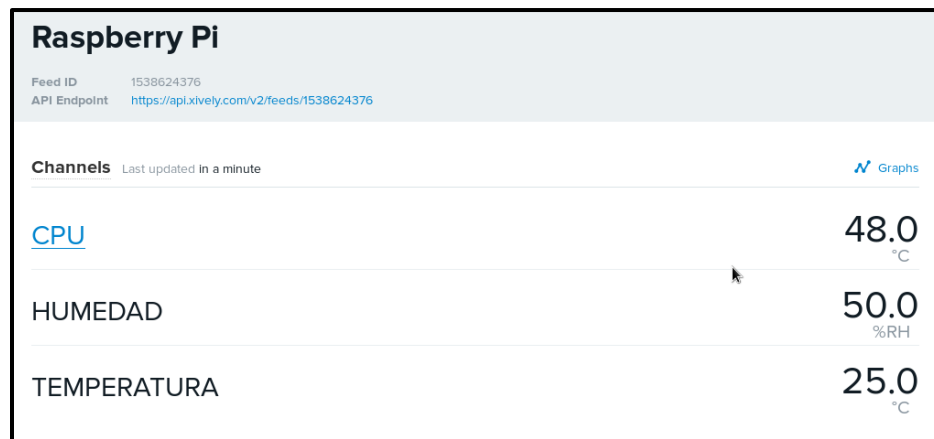 Raspberry Pi
Feed ID 1538624376
API Endpoint https://api.xively.com/v2/feeds/1538624376
Channels Last updated in a minute Graphs
CPU 48.0
°C
HUMEDAD 50.0
%RH
TEMPERATURA 25.0
°C